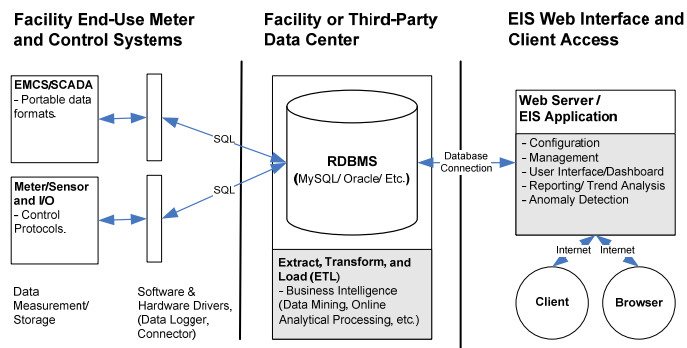 Facility End-Use Meter
and Control Systems
EMCS/SCADA
- Portable data
formats.
Meter/Sensor
and I/O
- Control
Protocols.
Data
Measurement/
Storage
Software &
Hardware Drivers,
(Data Logger,
Connector)
SQL
SQL
Facility or Third-Party
Data Center
RDBMS
(MySQL/ Oracle/ Etc.)
Extract, Transform, and
Load (ETL)
- Business Intelligence
(Data Mining, Online
Analytical Processing, etc.)
Database
Connection
EIS Web Interface and
Client Access
Web Server /
EIS Application
- Configuration
- Management
- User Interface/Dashboard
- Reporting/ Trend Analysis
- Anomaly Detection
Internet
Internet
Client
Browser